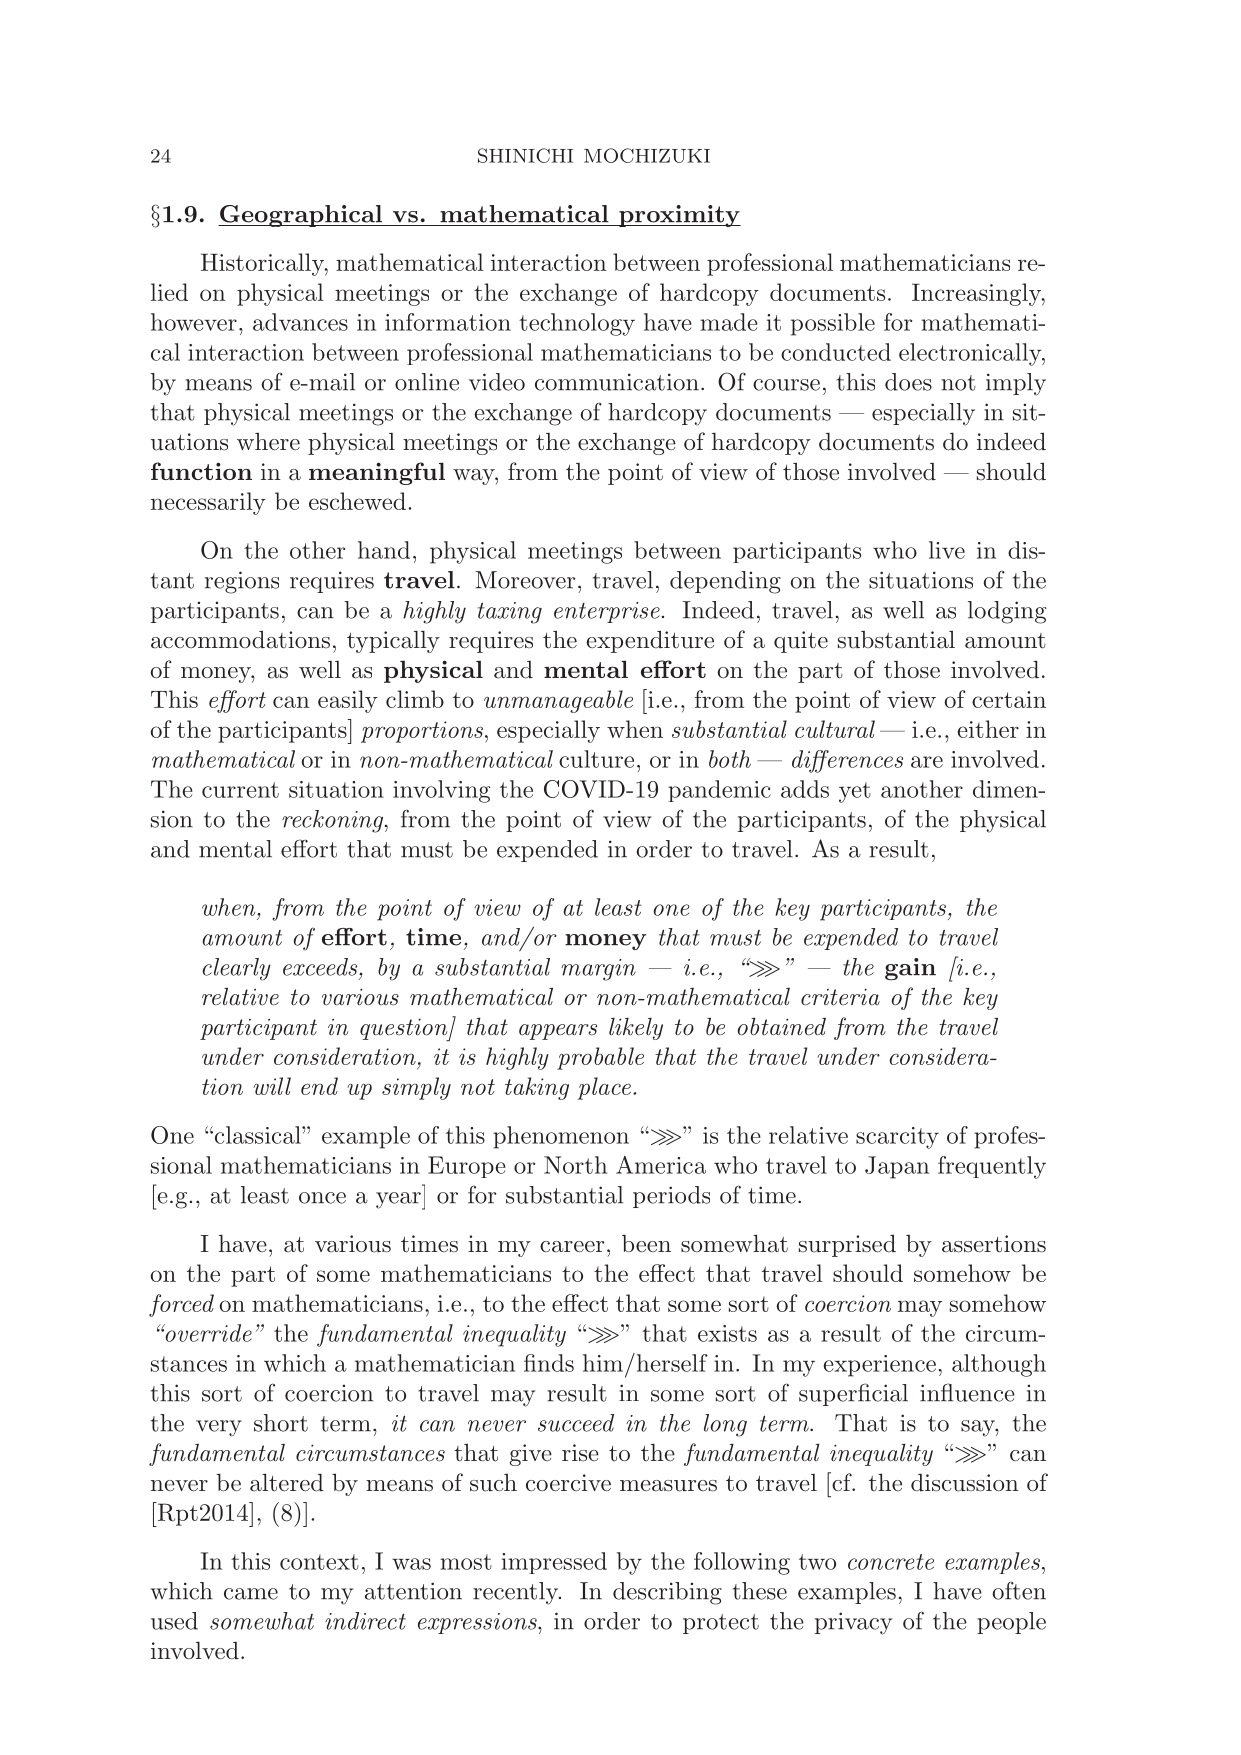 24
SHINICHI MOCHIZUKI
§1.9. Geographical vs. mathematical proximity
Historically, mathematical interaction between professional mathematicians re-
lied on physical meetings or the exchange of hardcopy documents. Increasingly,
however, advances in information technology have made it possible for mathemati-
cal interaction between professional mathematicians to be conducted electronically,
by means of e-mail or online video communication. Of course, this does not imply
that physical meetings or the exchange of hardcopy documents — especially in sit-
uations where physical meetings or the exchange of hardcopy documents do indeed
function in a meaningful way, from the point of view of those involved — should
necessarily be eschewed.
On the other hand, physical meetings between participants who live in dis-
tant regions requires travel. Moreover, travel, depending on the situations of the
participants, can be a highly taxing enterprise. Indeed, travel, as well as lodging
accommodations, typically requires the expenditure of a quite substantial amount
of money, as well as physical and mental effort on the part of those involved.
This effort can easily climb to unmanageable [i.e., from the point of view of certain
of the participants] proportions, especially when substantial cultural — i.e., either in
mathematical or in non-mathematical culture, or in both — differences are involved.
The current situation involving the COVID-19 pandemic adds yet another dimen-
sion to the reckoning, from the point of view of the participants, of the physical
and mental effort that must be expended in order to travel. As a result,
when, from the point of view of at least one of the key participants, the
amount of effort, time, and/or money that must be expended to travel
clearly exceeds, by a substantial margin — i.e., “⋙” — the gain [i.e.,
relative to various mathematical or non-mathematical criteria of the key
participant in question] that appears likely to be obtained from the travel
under consideration, it is highly probable that the travel under considera-
tion will end up simply not taking place.
One “classical” example of this phenomenon “⋙” is the relative scarcity of profes-
sional mathematicians in Europe or North America who travel to Japan frequently
[e.g., at least once a year] or for substantial periods of time.
I have, at various times in my career, been somewhat surprised by assertions
on the part of some mathematicians to the effect that travel should somehow be
forced on mathematicians, i.e., to the effect that some sort of coercion may somehow
“override” the fundamental inequality “⋙” that exists as a result of the circum-
stances in which a mathematician finds him/herself in. In my experience, although
this sort of coercion to travel may result in some sort of superficial influence in
the very short term, it can never succeed in the long term. That is to say, the
fundamental circumstances that give rise to the fundamental inequality “⋙” can
never be altered by means of such coercive measures to travel [cf. the discussion of
[Rpt2014], (8)].
In this context, I was most impressed by the following two concrete examples,
which came to my attention recently. In describing these examples, I have often
used somewhat indirect expressions, in order to protect the privacy of the people
involved.